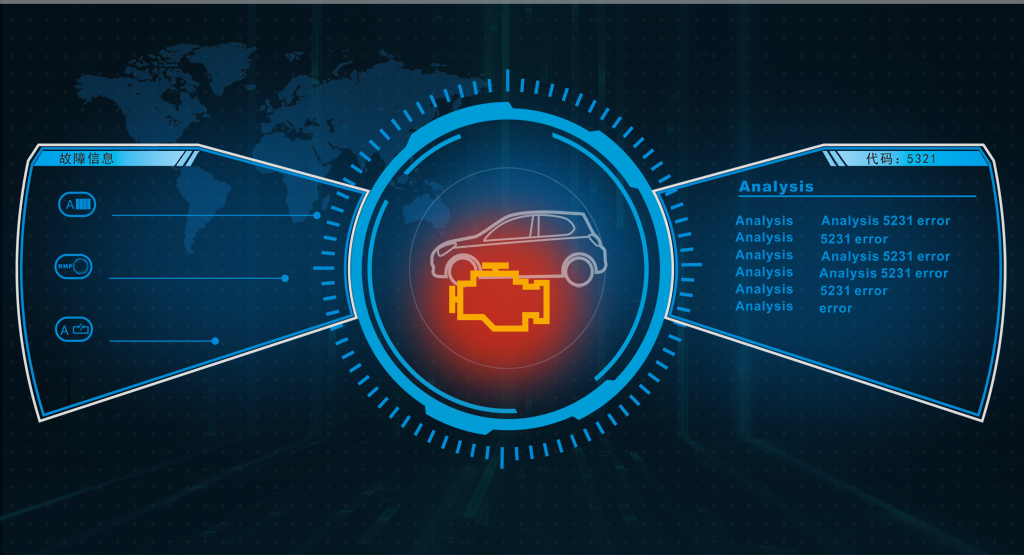 故障信息
A
RMP
A
代码：5321
Analysis
Analysis Analysis 5231 error
Analysis 5231 error
Analysis Analysis 5231 error
Analysis Analysis 5231 error
Analysis 5231 error
Analysis error